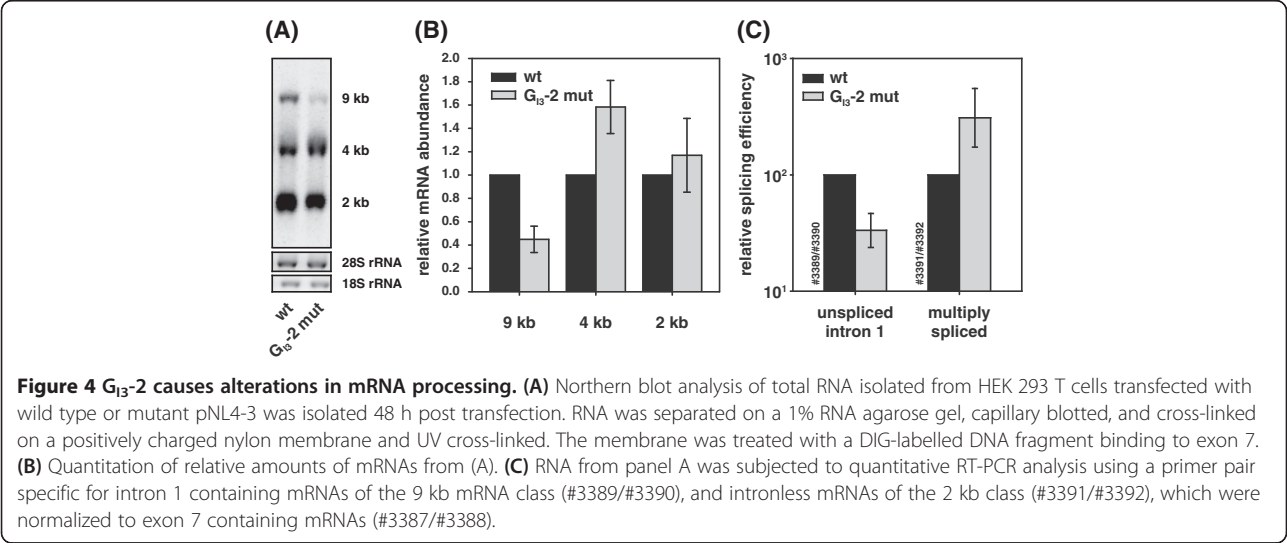 (A)
9 kb
4 kb
2 kb
28S rRNA
18S rRNA
wt
GI3-2 mut
(B)
relative mRNA abundance
2.0
1.8
1.6
1.4
1.2
1.0
0.8
0.6
0.4
0.2
0.0
wt
GI3-2 mut
9 kb
4 kb
2 kb
(C)
relative splicing efficiency
10³
10²
10¹
wt
GI3-2 mut
#3389/#3390
#3391/#3392
unspliced
intron 1
multiply
spliced
Figure 4 GI3-2 causes alterations in mRNA processing. (A) Northern blot analysis of total RNA isolated from HEK 293 T cells transfected with
wild type or mutant pNL4-3 was isolated 48 h post transfection. RNA was separated on a 1% RNA agarose gel, capillary blotted, and cross-linked
on a positively charged nylon membrane and UV cross-linked. The membrane was treated with a DIG-labelled DNA fragment binding to exon 7.
(B) Quantitation of relative amounts of mRNAs from (A). (C) RNA from panel A was subjected to quantitative RT-PCR analysis using a primer pair
specific for intron 1 containing mRNAs of the 9 kb mRNA class (#3389/#3390), and intronless mRNAs of the 2 kb class (#3391/#3392), which were
normalized to exon 7 containing mRNAs (#3387/#3388).